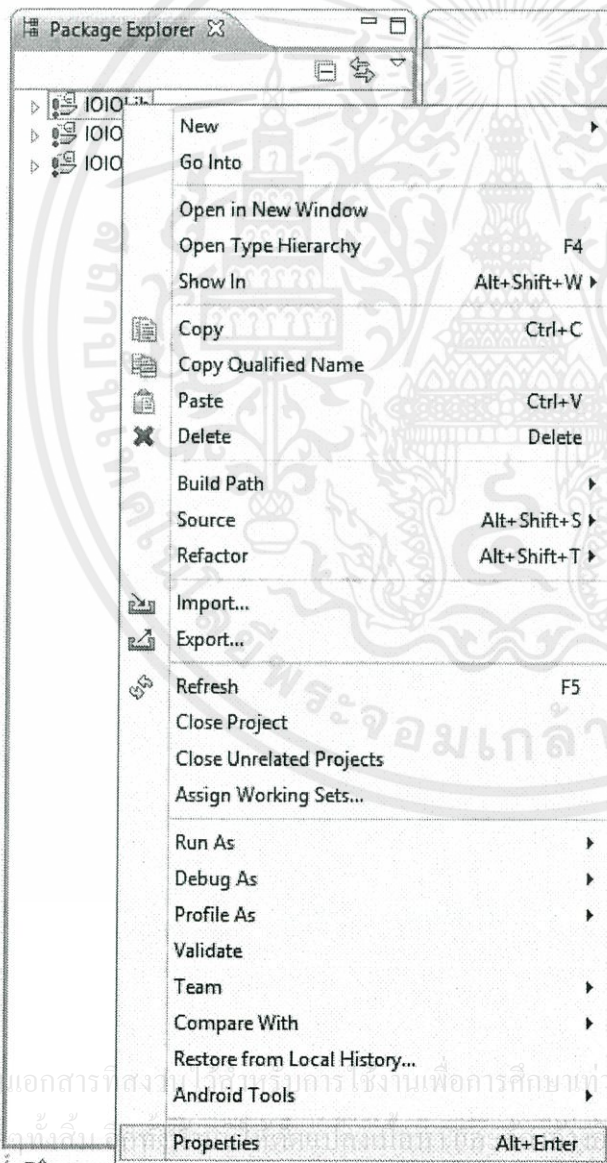 Package Explorer
IOIOLib
IOIO
IOIO
New
Go Into
Open in New Window
Open Type Hierarchy F4
Show In Alt+Shift+W
Copy Ctrl+C
Copy Qualified Name
Paste Ctrl+V
Delete Delete
Build Path
Source Alt+Shift+S
Refactor Alt+Shift+T
Import...
Export...
Refresh F5
Close Project
Close Unrelated Projects
Assign Working Sets...
Run As
Debug As
Profile As
Validate
Team
Compare With
Restore from Local History...
Android Tools
Properties Alt+Enter